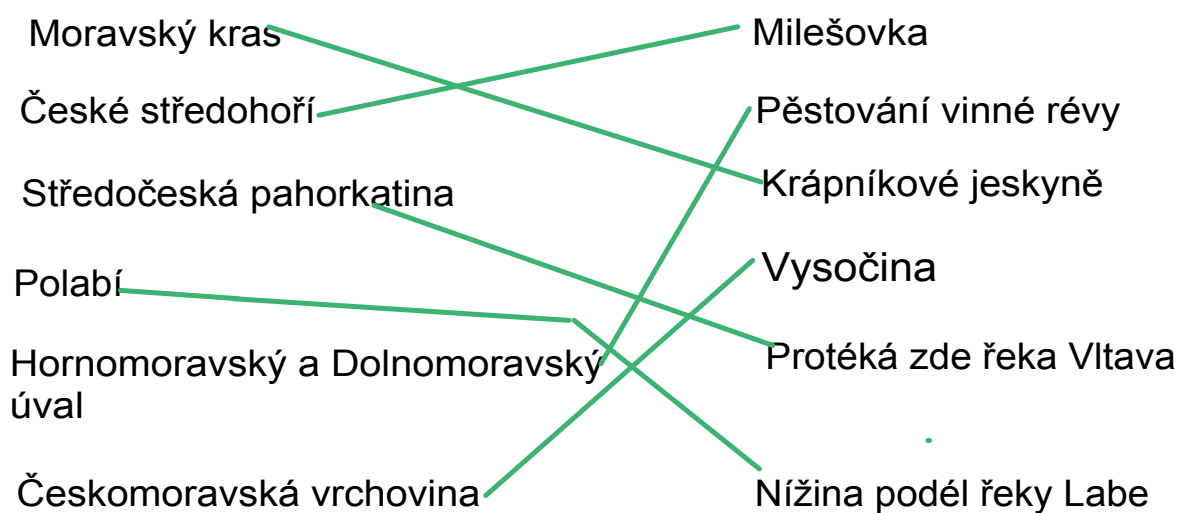 Moravský kras
České středohoří
Středočeská pahorkatina
Polabí
Hornomoravský a Dolnomoravský
úval
Českomoravská vrchovina
Milešovka
Pěstování vinné révy
Krápníkové jeskyně
Vysočina
Protéká zde řeka Vltava
Nížina podél řeky Labe